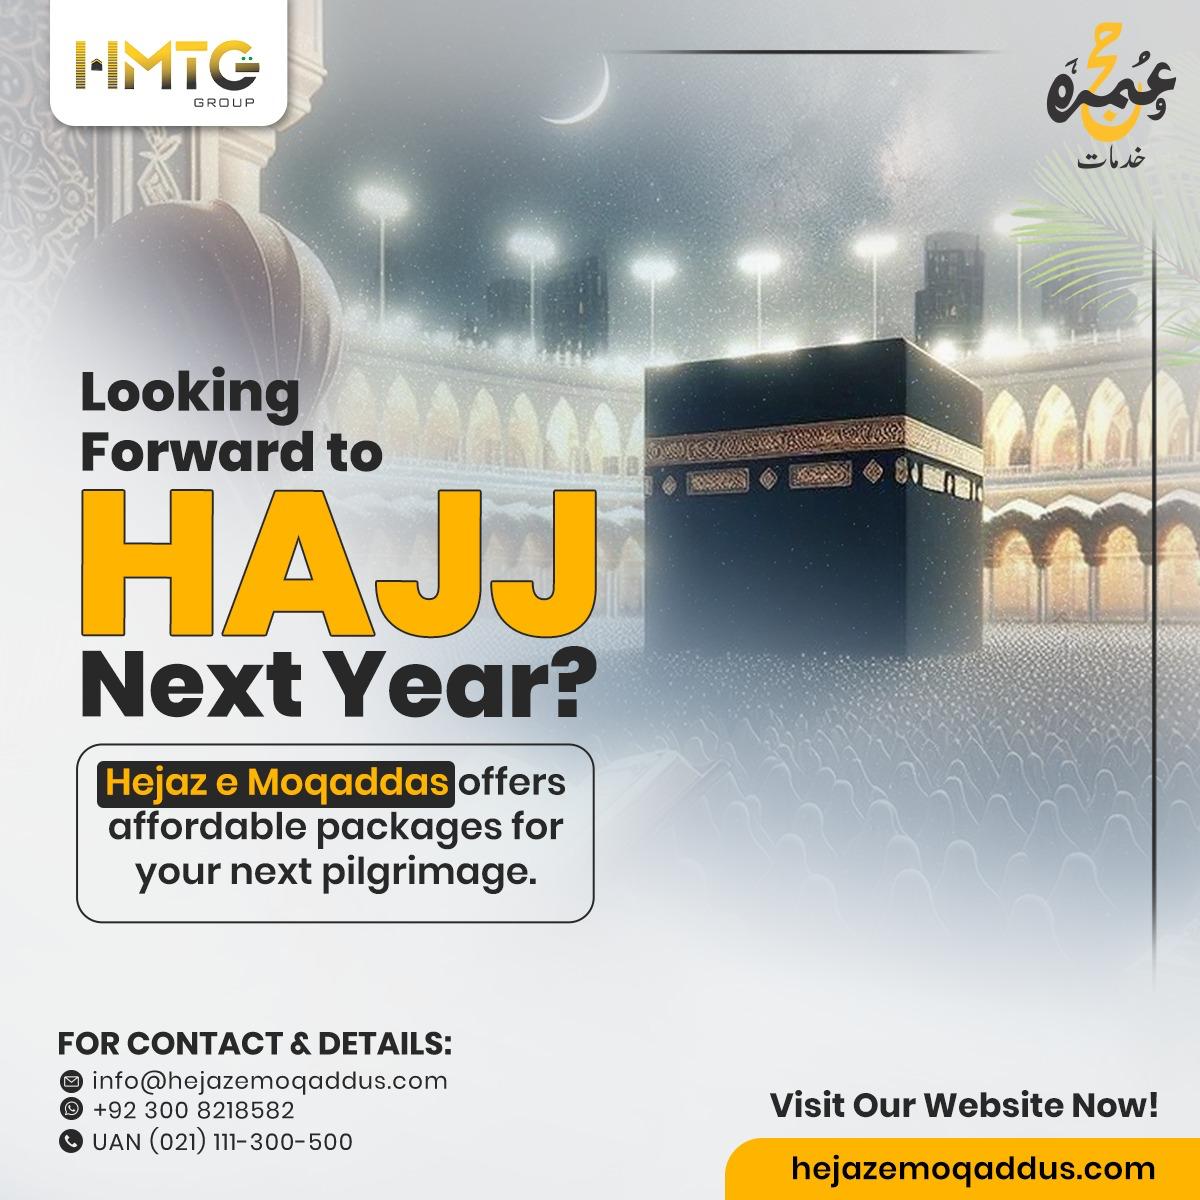 HMTG
GROUP
حج
و عُمرہ
خدمات
Looking
Forward to
HAJJ
Next Year?
Hejaz e Moqaddas offers
affordable packages for
your next pilgrimage.
FOR CONTACT & DETAILS:
info@hejazemoqaddus.com
+92 300 8218582
UAN (021) 111-300-500
Visit Our Website Now!
hejazemoqaddus.com